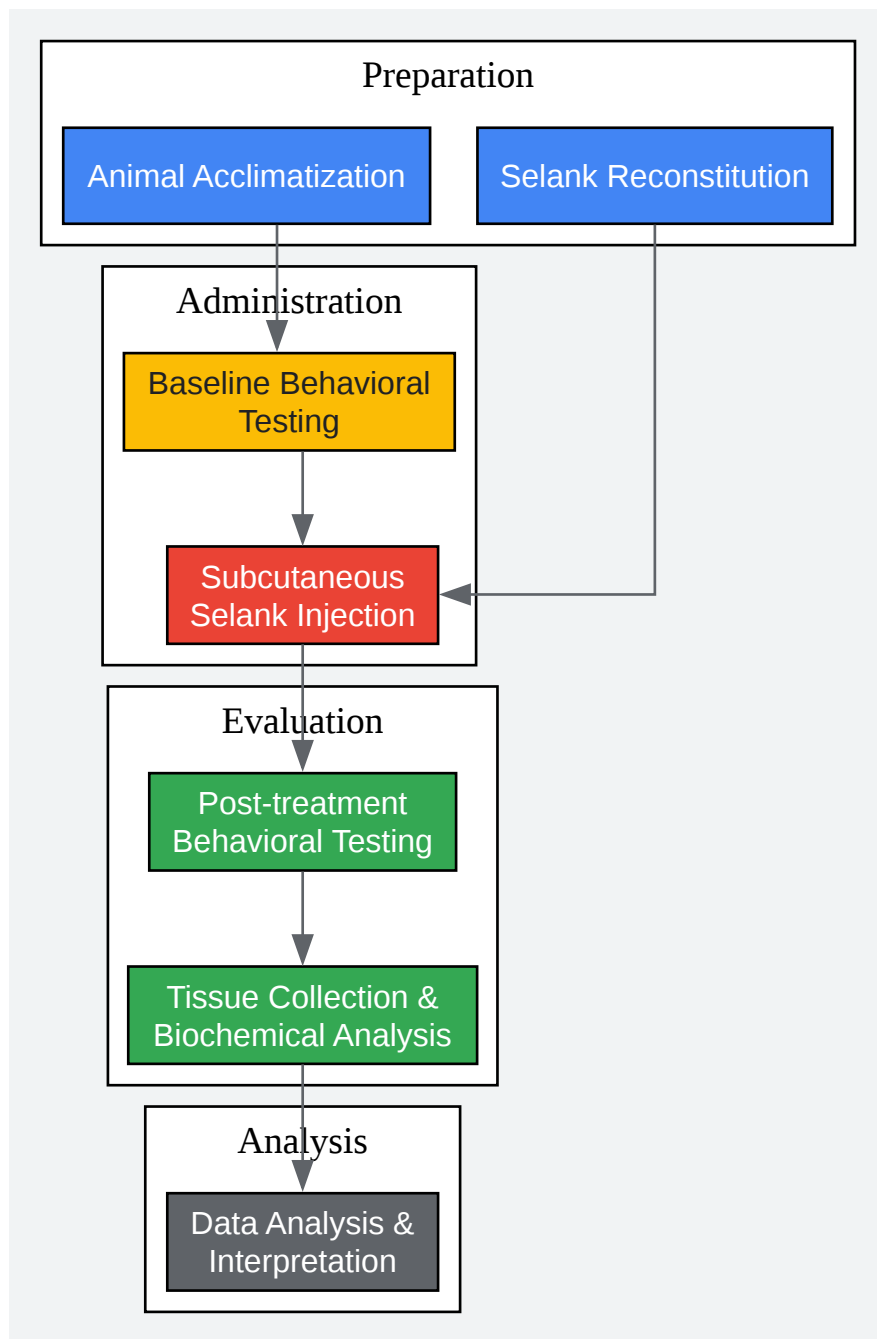 Preparation
Animal Acclimatization
Selank Reconstitution
Administration
Baseline Behavioral
Testing
Subcutaneous
Selank Injection
Evaluation
Post-treatment
Behavioral Testing
Tissue Collection &
Biochemical Analysis
Analysis
Data Analysis &
Interpretation